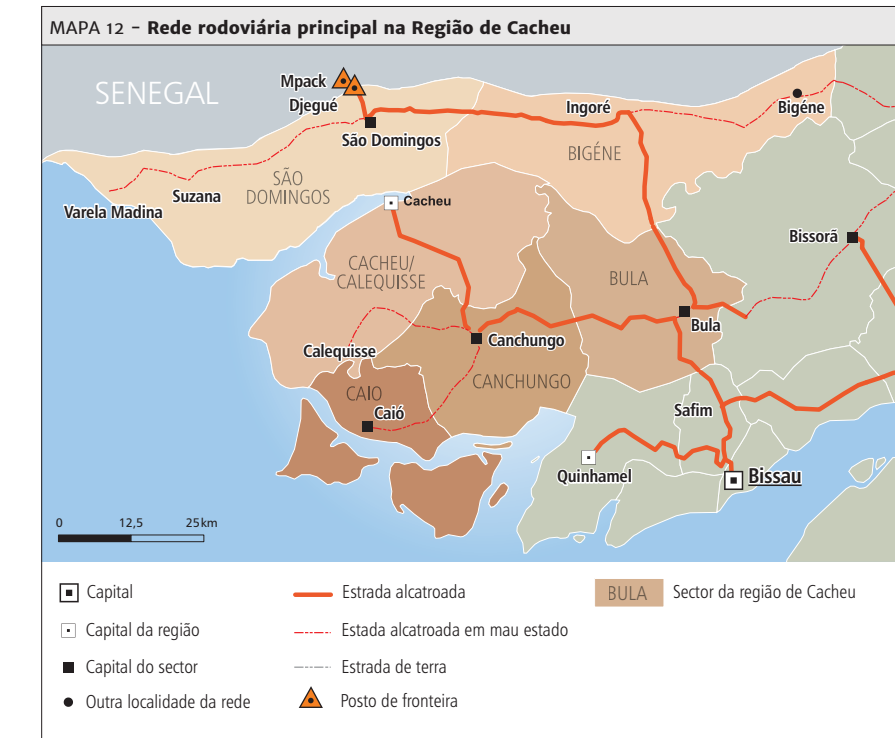 MAPA 12 – Rede rodoviária principal na Região de Cacheu
SENEGAL
Mpack
Djegué
São Domingos
Ingoré
Bigéne
BIGÉNE
SÃO
DOMINGOS
Suzana
Varela Madina
Cacheu
Bissorã
CACHEU/
CALEQUISSE
BULA
Bula
Canchungo
Calequisse
CANCHUNGO
CAIO
Caió
Safim
Quinhamel
Bissau
0 12,5 25km
Capital
Capital da região
Capital do sector
Outra localidade da rede
Estrada alcatroada
Estada alcatroada em mau estado
Estrada de terra
Posto de fronteira
BULA Sector da região de Cacheu